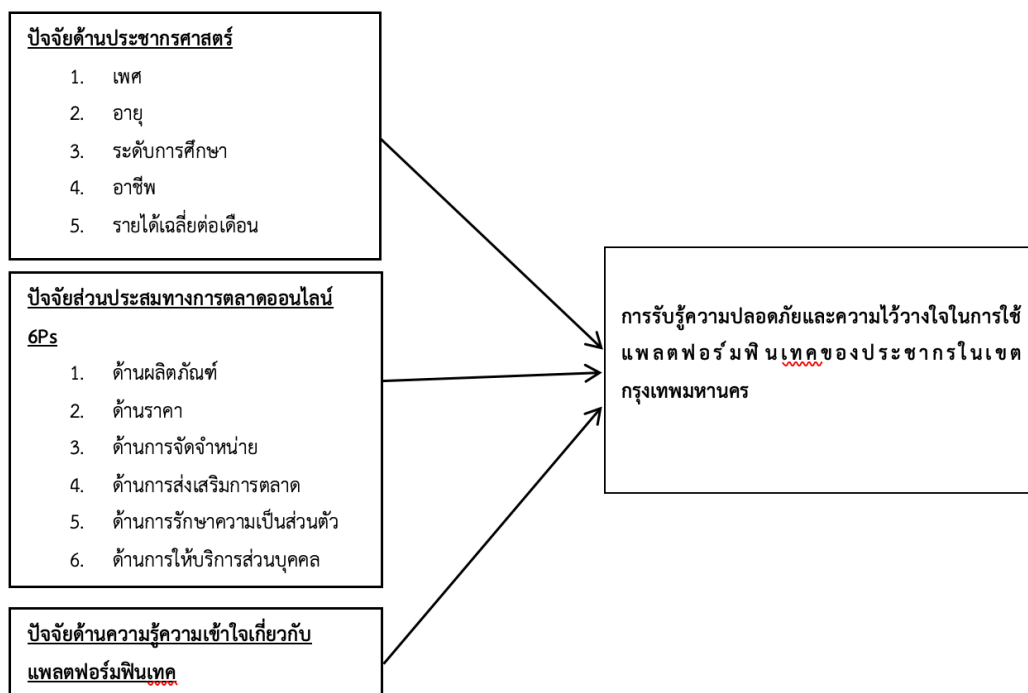 ปัจจัยด้านประชากรศาสตร์
1. เพศ
2. อายุ
3. ระดับการศึกษา
4. อาชีพ
5. รายได้เฉลี่ยต่อเดือน
ปัจจัยส่วนประสมทางการตลาดออนไลน์
6Ps
1. ด้านผลิตภัณฑ์
2. ด้านราคา
3. ด้านการจัดจำหน่าย
4. ด้านการส่งเสริมการตลาด
5. ด้านการรักษาความเป็นส่วนตัว
6. ด้านการให้บริการส่วนบุคคล
ปัจจัยด้านความรู้ความเข้าใจเกี่ยวกับ
แพลตฟอร์มฟินเทค
การรับรู้ความปลอดภัยและความไว้วางใจในการใช้
แพลตฟอร์มฟินเทคของประชากรในเขต
กรุงเทพมหานคร